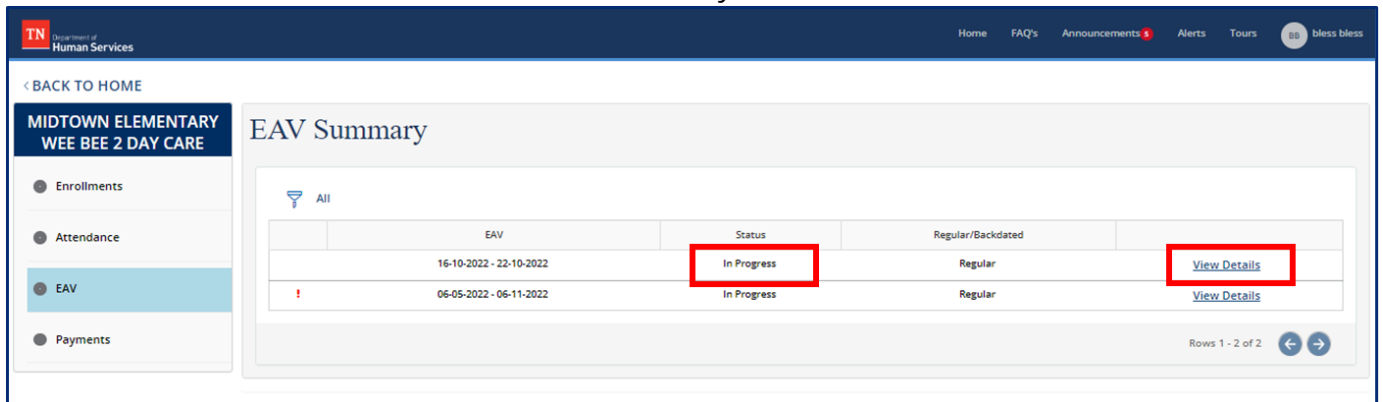 TN Department of
Human Services
Home FAQ's Announcements 5 Alerts Tours BB bless bless
< BACK TO HOME
MIDTOWN ELEMENTARY
WEE BEE 2 DAY CARE
Enrollments
Attendance
EAV
Payments
EAV Summary
All
EAV Status Regular/Backdated
16-10-2022 - 22-10-2022 In Progress Regular View Details
! 06-05-2022 - 06-11-2022 In Progress Regular View Details
Rows 1 - 2 of 2